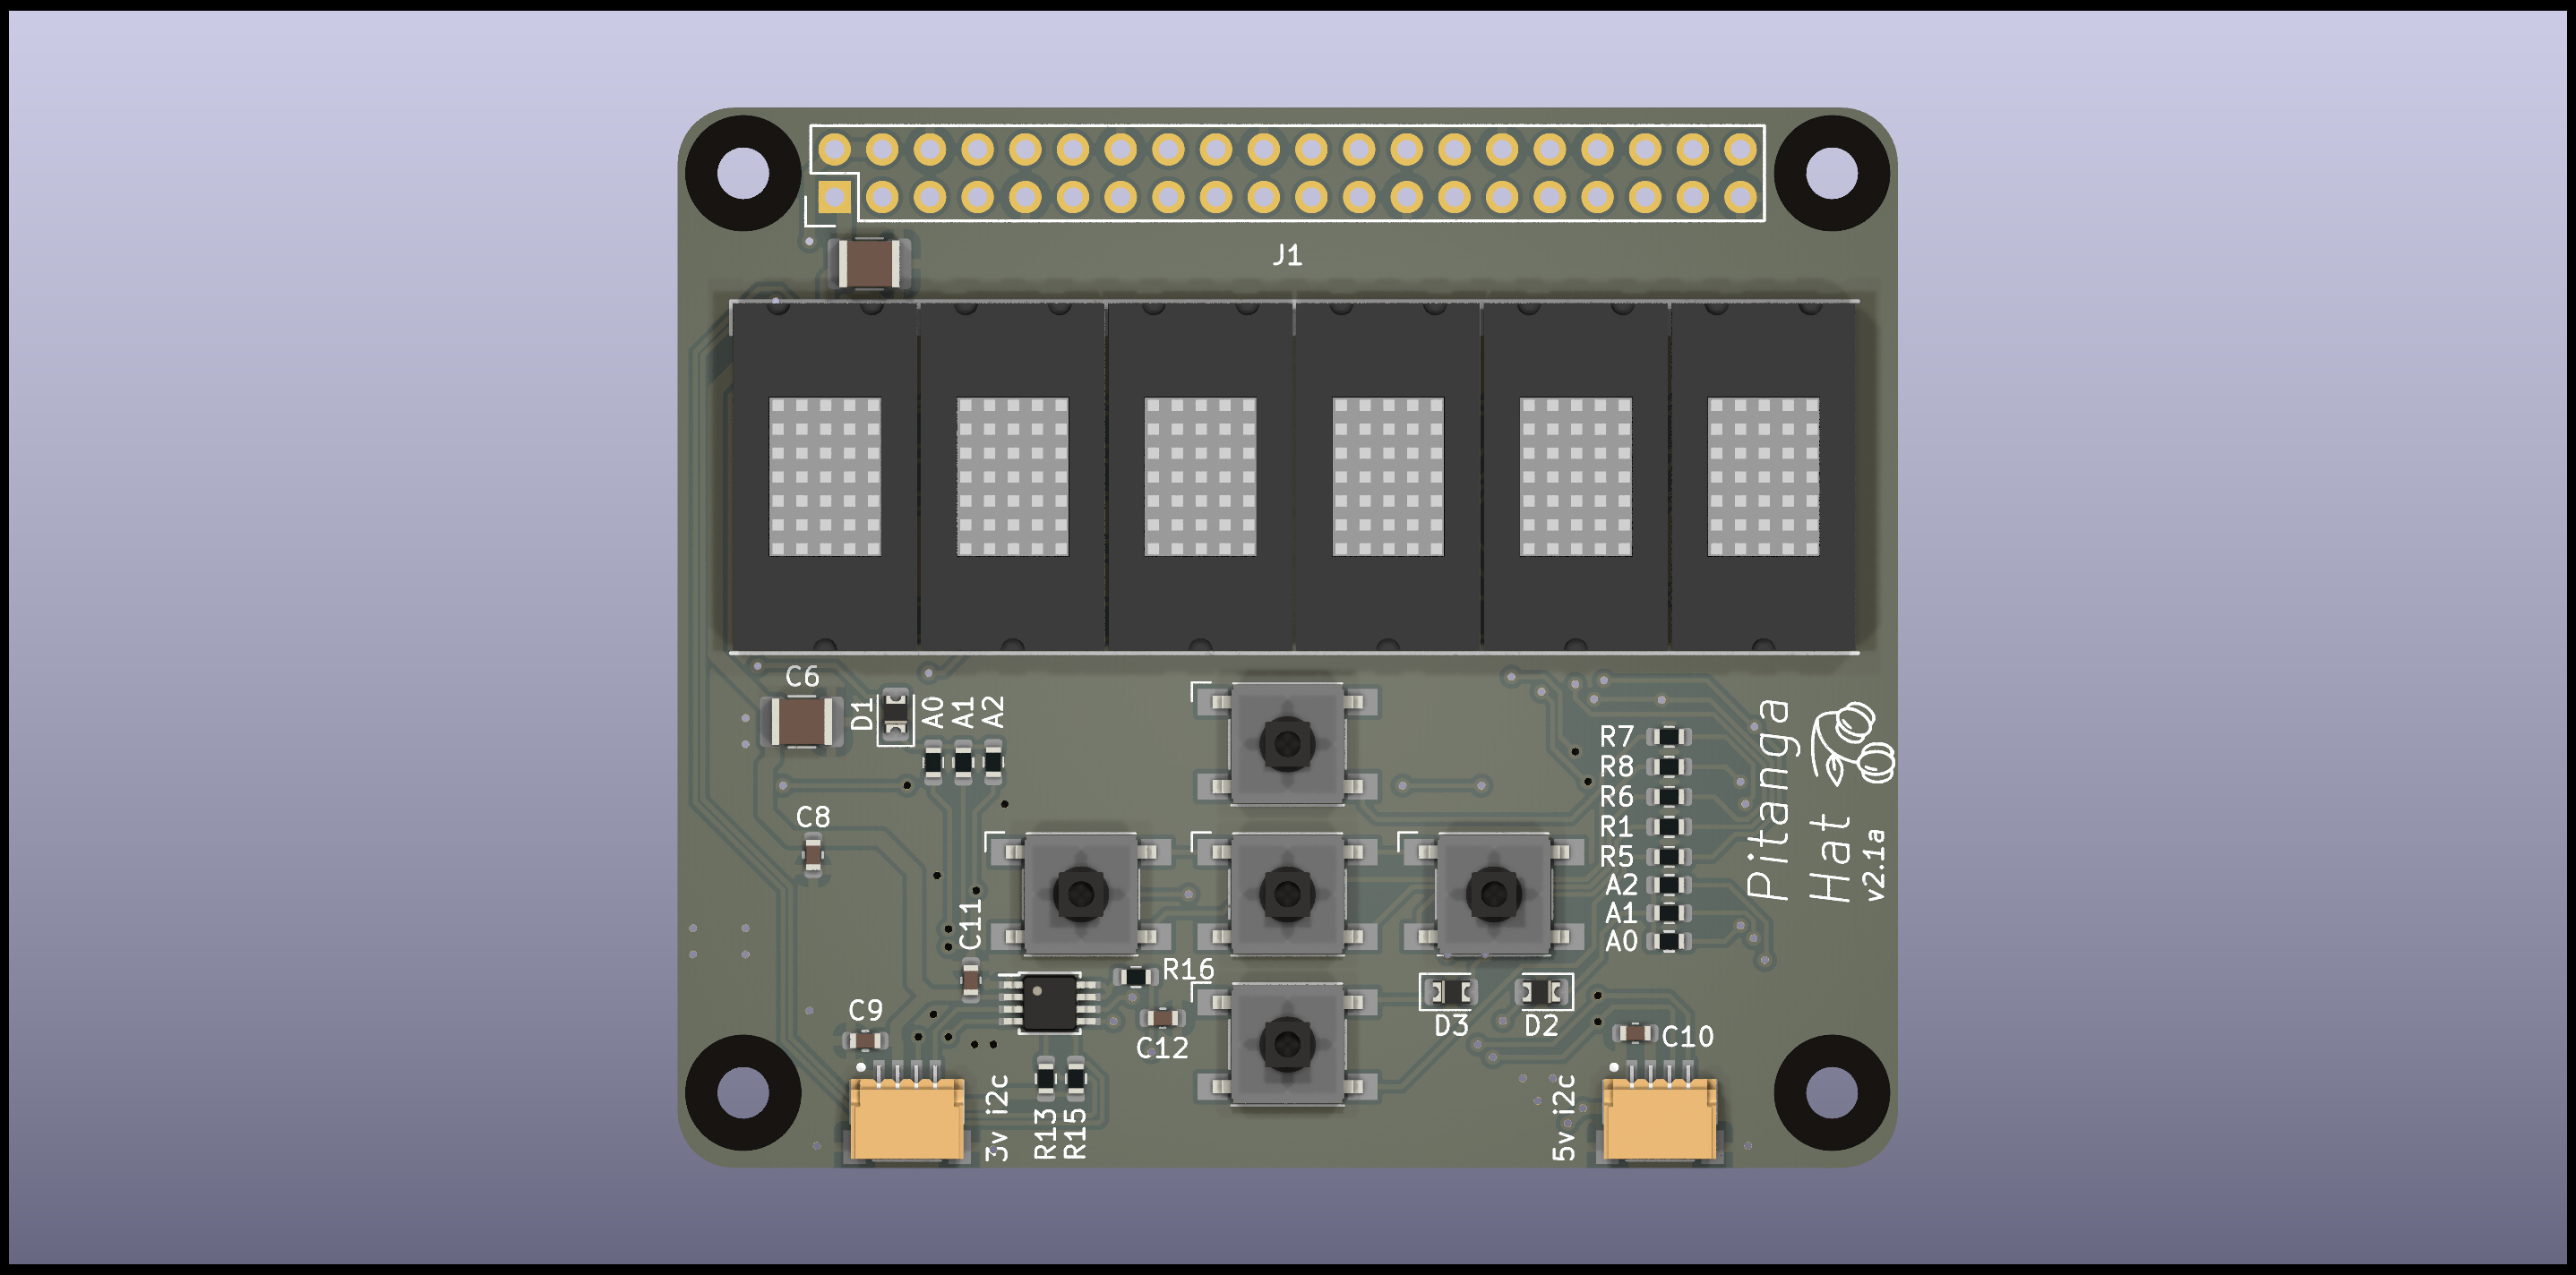 J1
C6
D1
A0
A1
A2
R7
R8
R6
R1
R5
A2
A1
A0
Pitanga
Hat
v2.1a
C8
C11
R16
C9
C12
D3
D2
C10
3v i2c
R13
R15
5v i2c